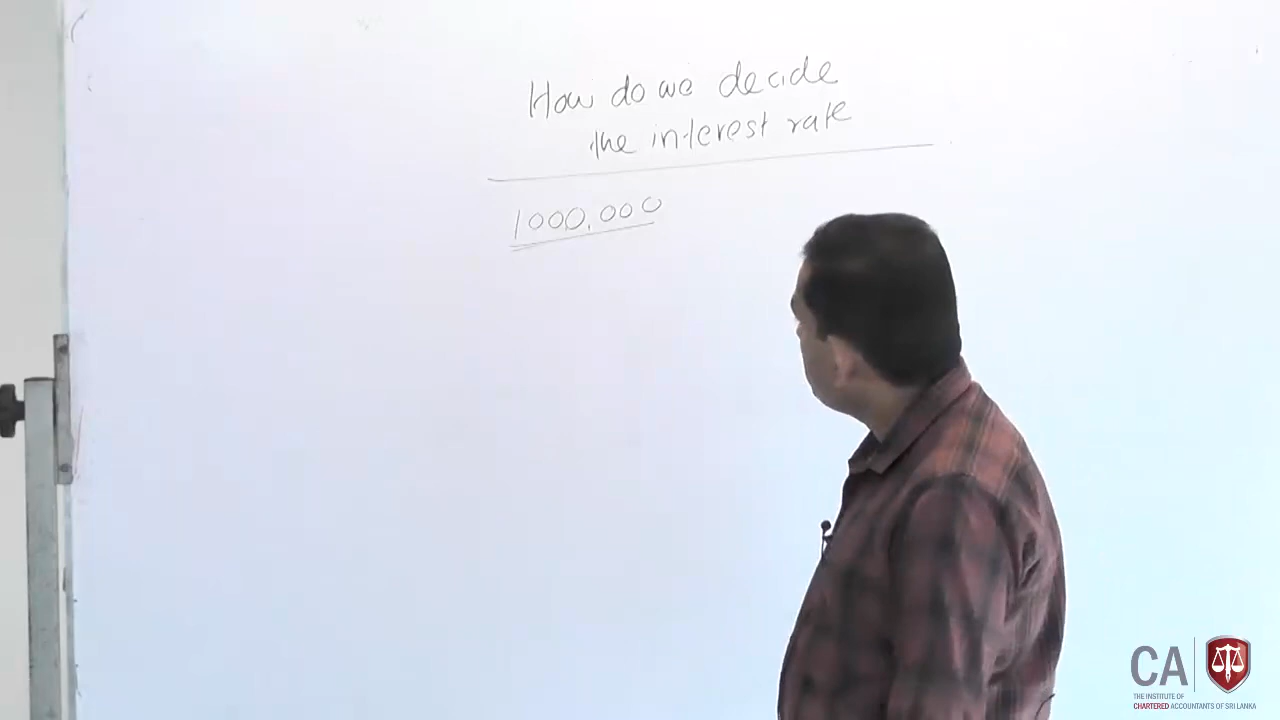 How do we decide
the interest rate
1000,000
CA
THE INSTITUTE OF
CHARTERED ACCOUNTANTS OF SRI LANKA